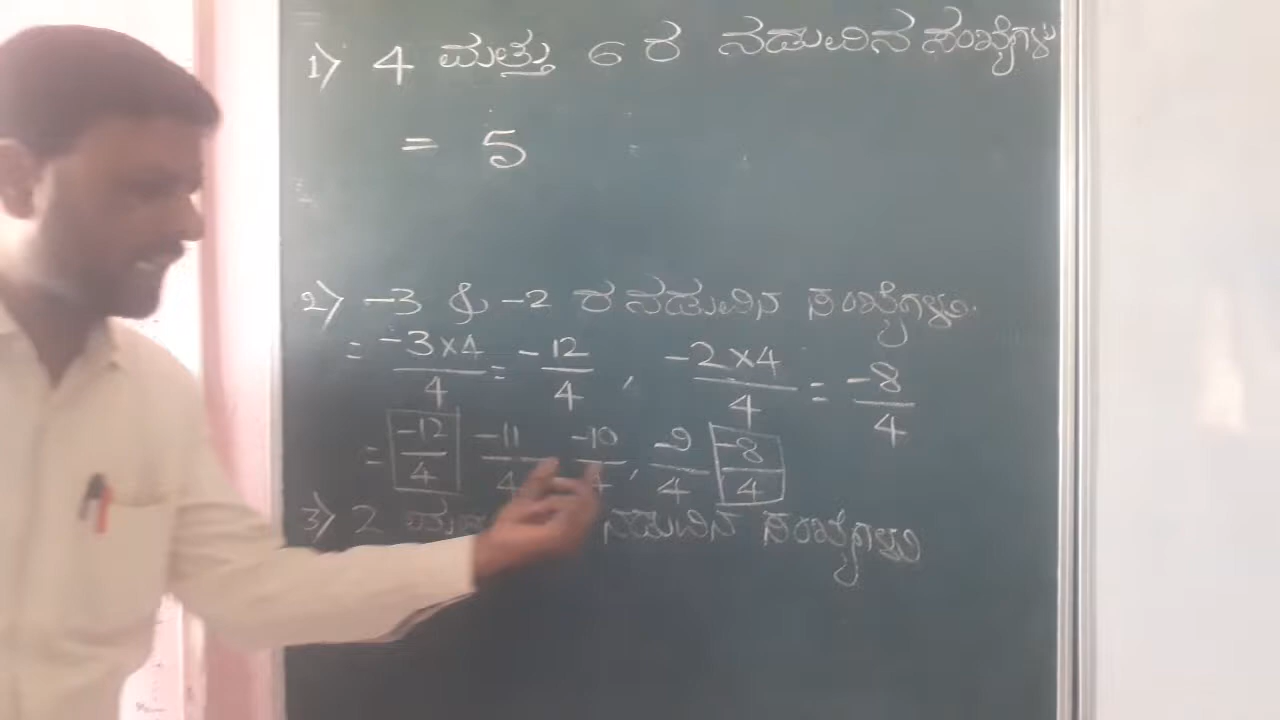 1) 4 ಮತ್ತು 6 ರ ನಡುವಿನ ಸಂಖ್ಯೆಗಳು
= 5
2) -3 & -2 ರ ನಡುವಿನ ಸಂಖ್ಯೆಗಳು.
= -3×4/4 = -12/4 , -2×4/4 = -8/4
= -12/4 -11/4 -10/4 , -9/4 -8/4
3) 2 ನಡುವಿನ ಸಂಖ್ಯೆಗಳು